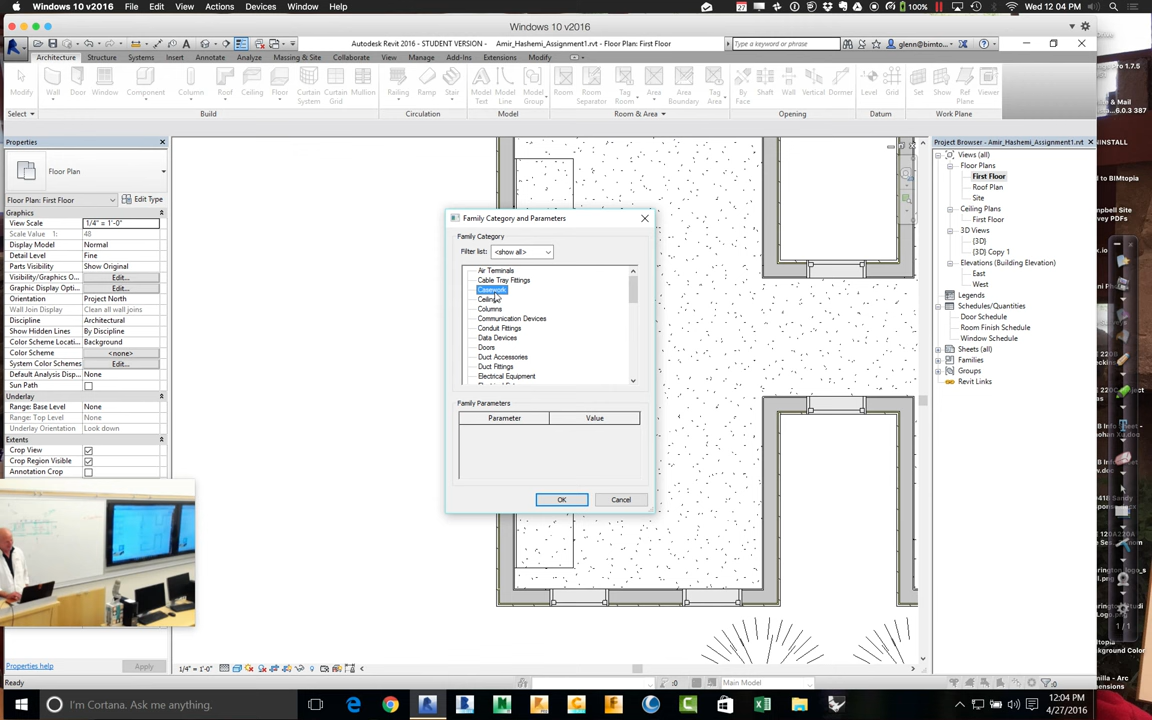 Windows 10 v2016 File Edit View Actions Devices Window Help 100% Wed 12 04 PM
Windows 10 v2016
Autodesk Revit 2016 - STUDENT VERSION - Amir_Hashemi_Assignment1.rvt - Floor Plan: First Floor
Type a keyword or phrase
glenn@bimto...
Architecture Structure Systems Insert Annotate Analyze Massing & Site Collaborate View Manage Add-Ins Extensions Modify
Modify Wall Door Window Component Column Roof Ceiling Floor Curtain System Curtain Grid Mullion Railing Ramp Stair Model Text Model Line Model Group Room Room Separator Tag Room Area Area Boundary Tag Area By Face Shaft Wall Vertical Dormer Level Grid Set Show Ref Plane Viewer
Select Build Circulation Model Room & Area Opening Datum Work Plane
Properties
Floor Plan
Floor Plan: First Floor Edit Type
Graphics
View Scale 1/4" = 1'-0"
Scale Value 1: 48
Display Model Normal
Detail Level Fine
Parts Visibility Show Original
Visibility/Graphics O... Edit...
Graphic Display Opti... Edit...
Orientation Project North
Wall Join Display Clean all wall joins
Discipline Architectural
Show Hidden Lines By Discipline
Color Scheme Locati... Background
Color Scheme <none>
System Color Schemes Edit...
Default Analysis Disp... None
Sun Path
Underlay
Range: Base Level None
Range: Top Level None
Underlay Orientation Look down
Extents
Crop View
Crop Region Visible
Annotation Crop
Properties help Apply
Family Category and Parameters
Family Category
Filter list: <show all>
Air Terminals
Cable Tray Fittings
Casework
Ceilings
Columns
Communication Devices
Conduit Fittings
Data Devices
Doors
Duct Accessories
Duct Fittings
Electrical Equipment
Family Parameters
Parameter Value
OK Cancel
Project Browser - Amir_Hashemi_Assignment1.rvt
Views (all)
Floor Plans
First Floor
Roof Plan
Site
Ceiling Plans
First Floor
3D Views
{3D}
{3D} Copy 1
Elevations (Building Elevation)
East
West
Legends
Schedules/Quantities
Door Schedule
Room Finish Schedule
Window Schedule
Sheets (all)
Families
Groups
Revit Links
1/4" = 1'-0"
Ready
:0 Main Model :0
I'm Cortana. Ask me anything.
12:04 PM
4/27/2016